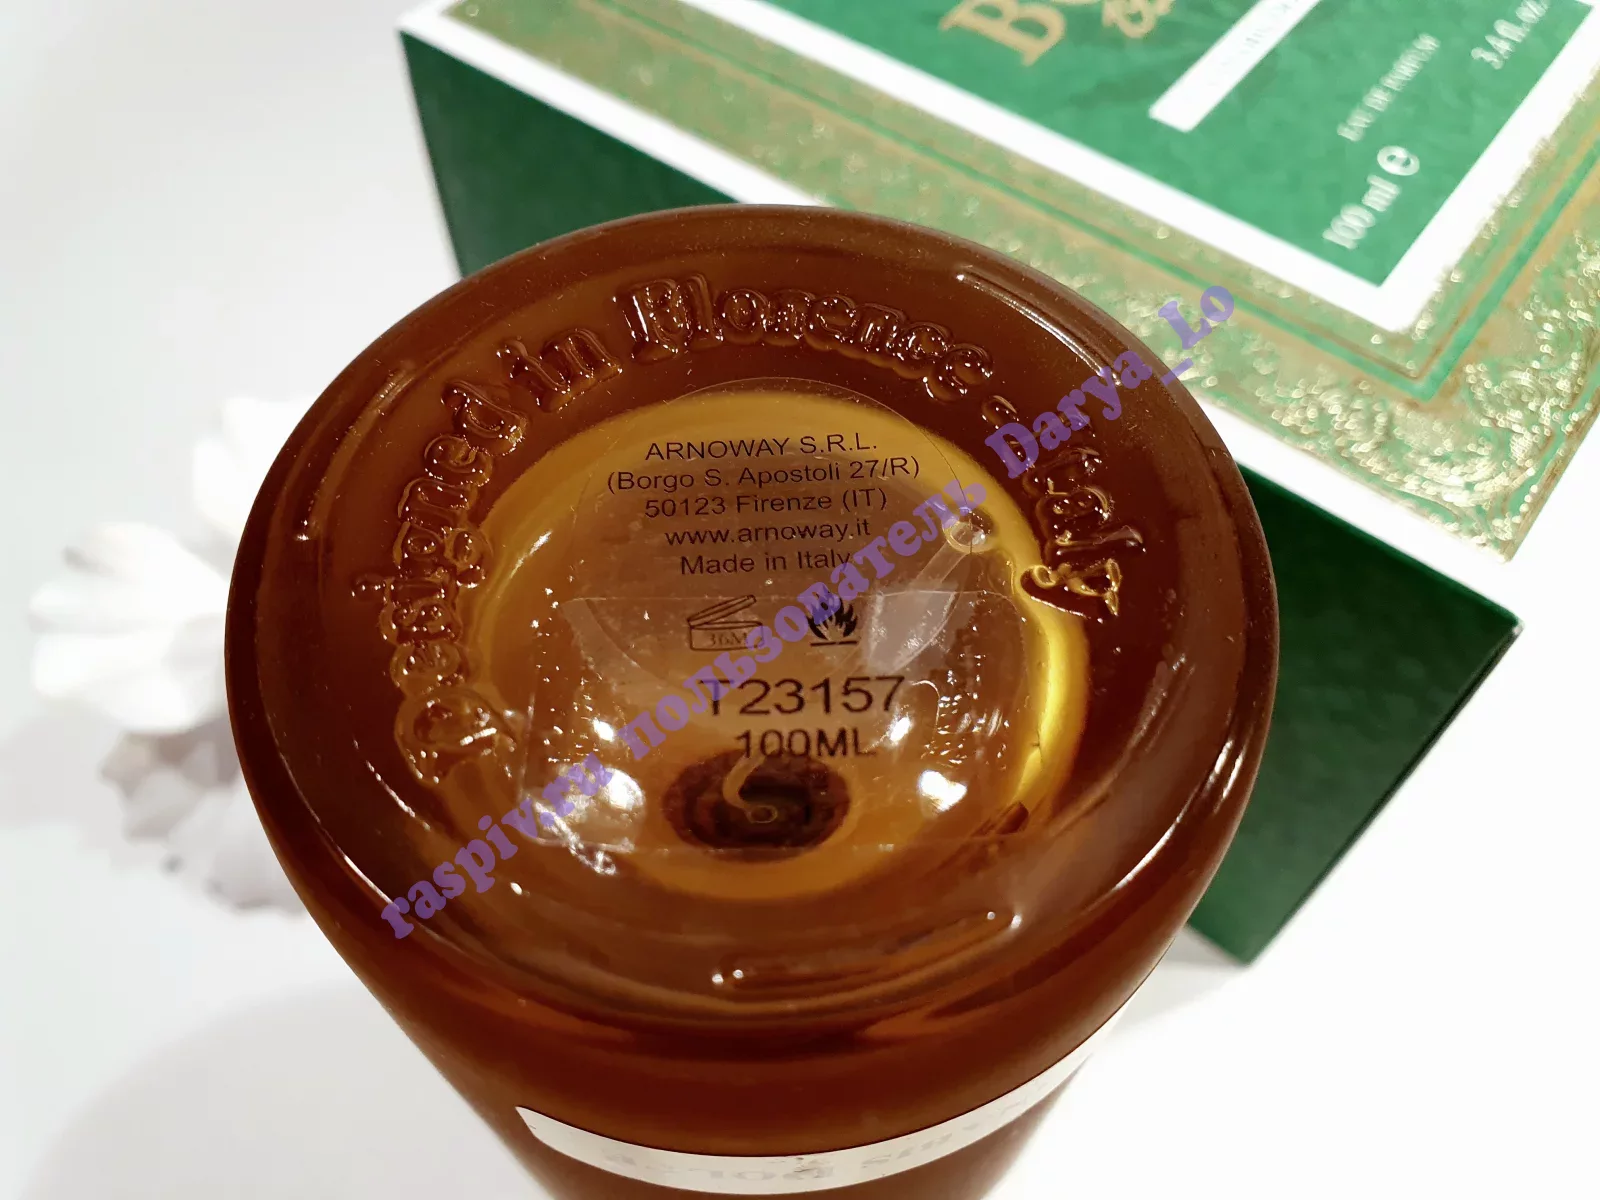 EAU DE PARFUM
3.4 fl.oz.
100 ml e
Designed in Florence - Italy
ARNOWAY S.R.L.
(Borgo S. Apostoli 27/R)
50123 Firenze (IT)
www.arnoway.it
Made in Italy
36M
T23157
100ML
raspiv.ru пользователь Darya_Lo